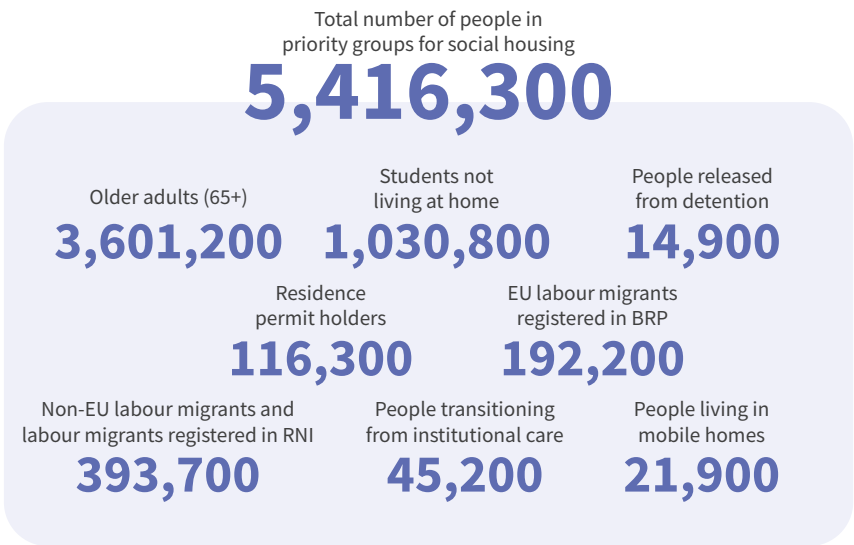 Total number of people in
priority groups for social housing
5,416,300
Older adults (65+)
3,601,200
Students not
living at home
1,030,800
People released
from detention
14,900
Residence
permit holders
116,300
EU labour migrants
registered in BRP
192,200
Non-EU labour migrants and
labour migrants registered in RNI
393,700
People transitioning
from institutional care
45,200
People living in
mobile homes
21,900